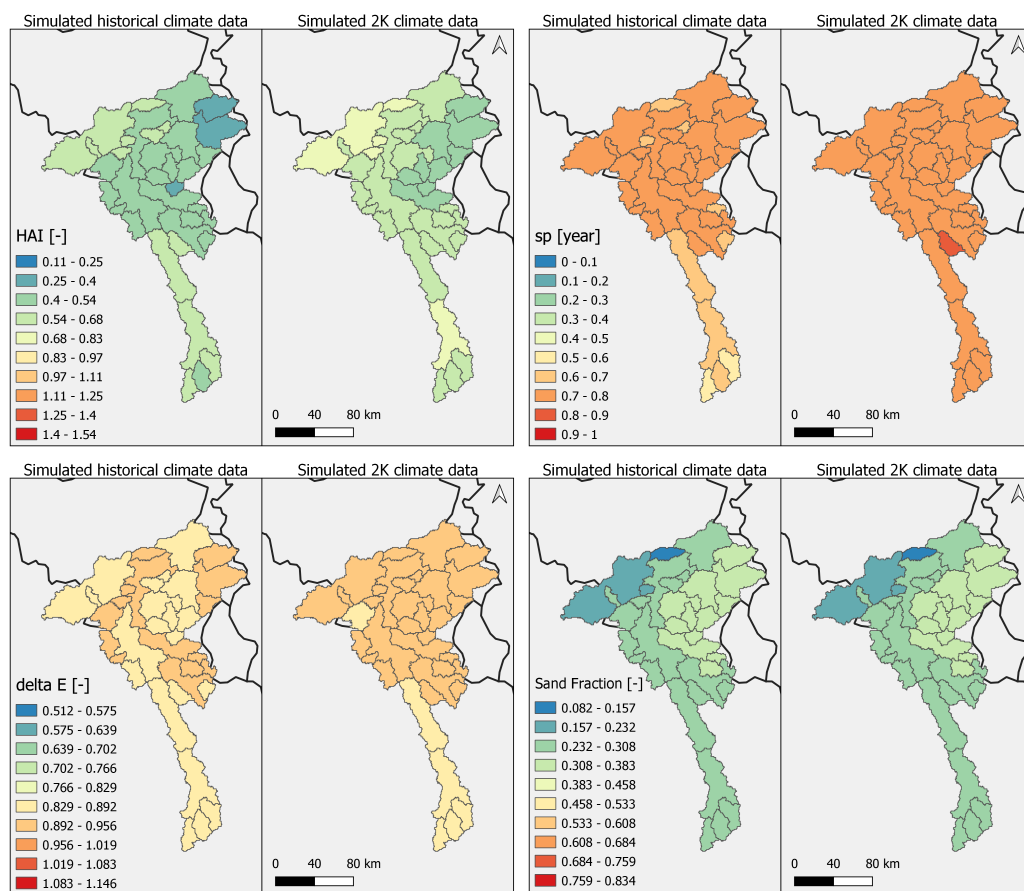 Simulated historical climate data
Simulated 2K climate data
HAI [-]
0.11 - 0.25
0.25 - 0.4
0.4 - 0.54
0.54 - 0.68
0.68 - 0.83
0.83 - 0.97
0.97 - 1.11
1.11 - 1.25
1.25 - 1.4
1.4 - 1.54
0 40 80 km
Simulated historical climate data
Simulated 2K climate data
sp [year]
0 - 0.1
0.1 - 0.2
0.2 - 0.3
0.3 - 0.4
0.4 - 0.5
0.5 - 0.6
0.6 - 0.7
0.7 - 0.8
0.8 - 0.9
0.9 - 1
0 40 80 km
Simulated historical climate data
Simulated 2K climate data
delta E [-]
0.512 - 0.575
0.575 - 0.639
0.639 - 0.702
0.702 - 0.766
0.766 - 0.829
0.829 - 0.892
0.892 - 0.956
0.956 - 1.019
1.019 - 1.083
1.083 - 1.146
0 40 80 km
Simulated historical climate data
Simulated 2K climate data
Sand Fraction [-]
0.082 - 0.157
0.157 - 0.232
0.232 - 0.308
0.308 - 0.383
0.383 - 0.458
0.458 - 0.533
0.533 - 0.608
0.608 - 0.684
0.684 - 0.759
0.759 - 0.834
0 40 80 km